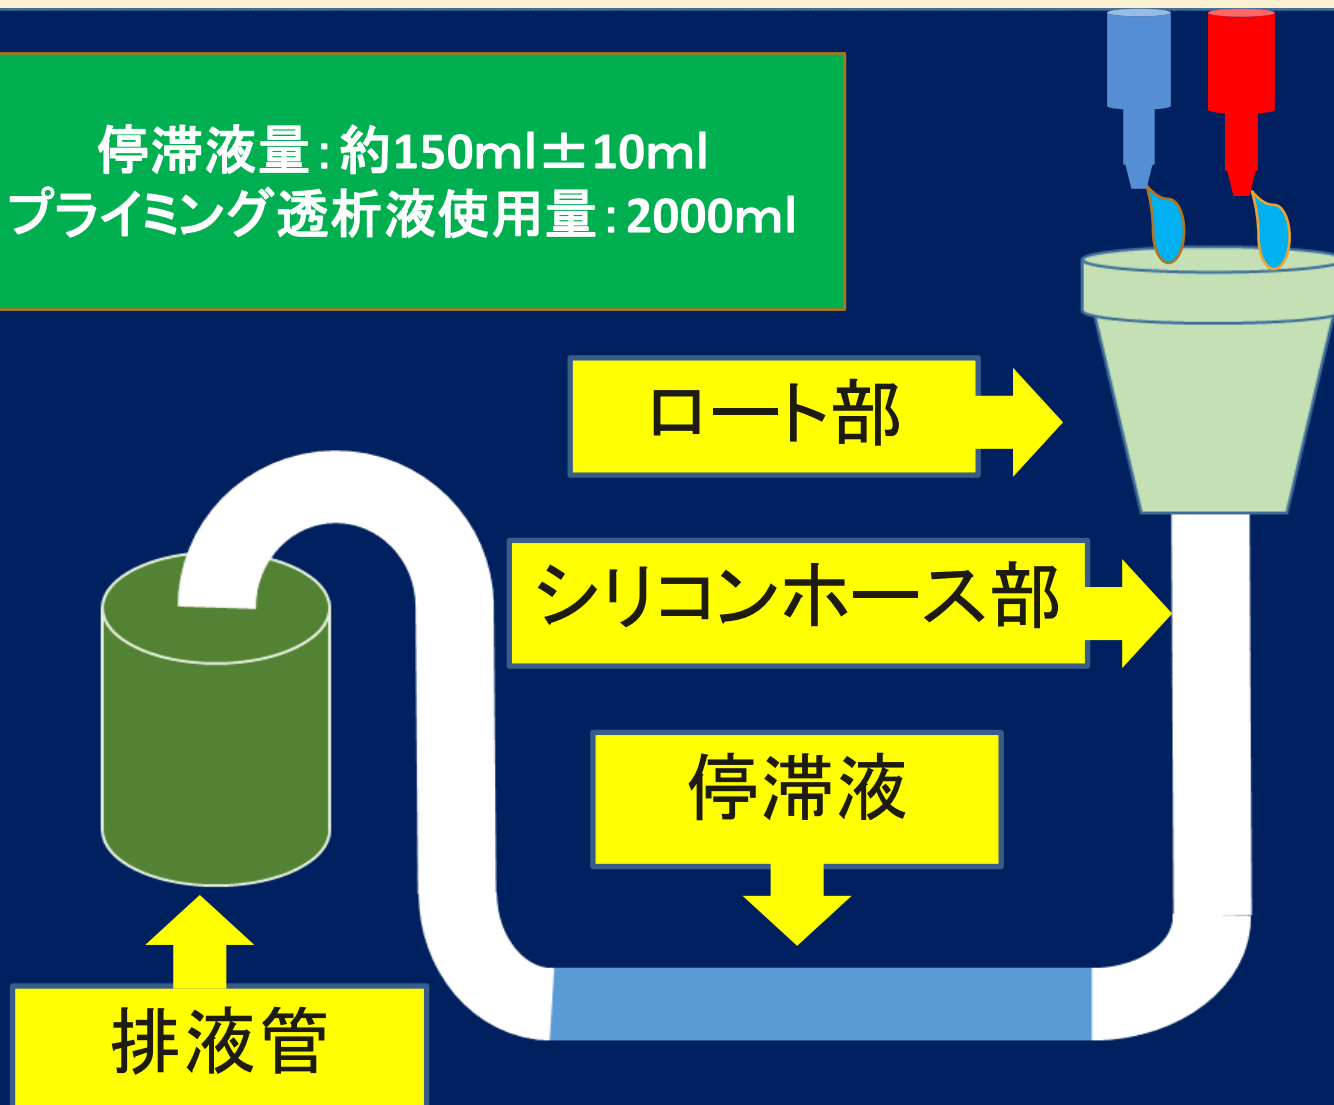 停滞液量：約150ml±10ml
プライミング透析液使用量：2000ml
ロート部
シリコンホース部
停滞液
排液管